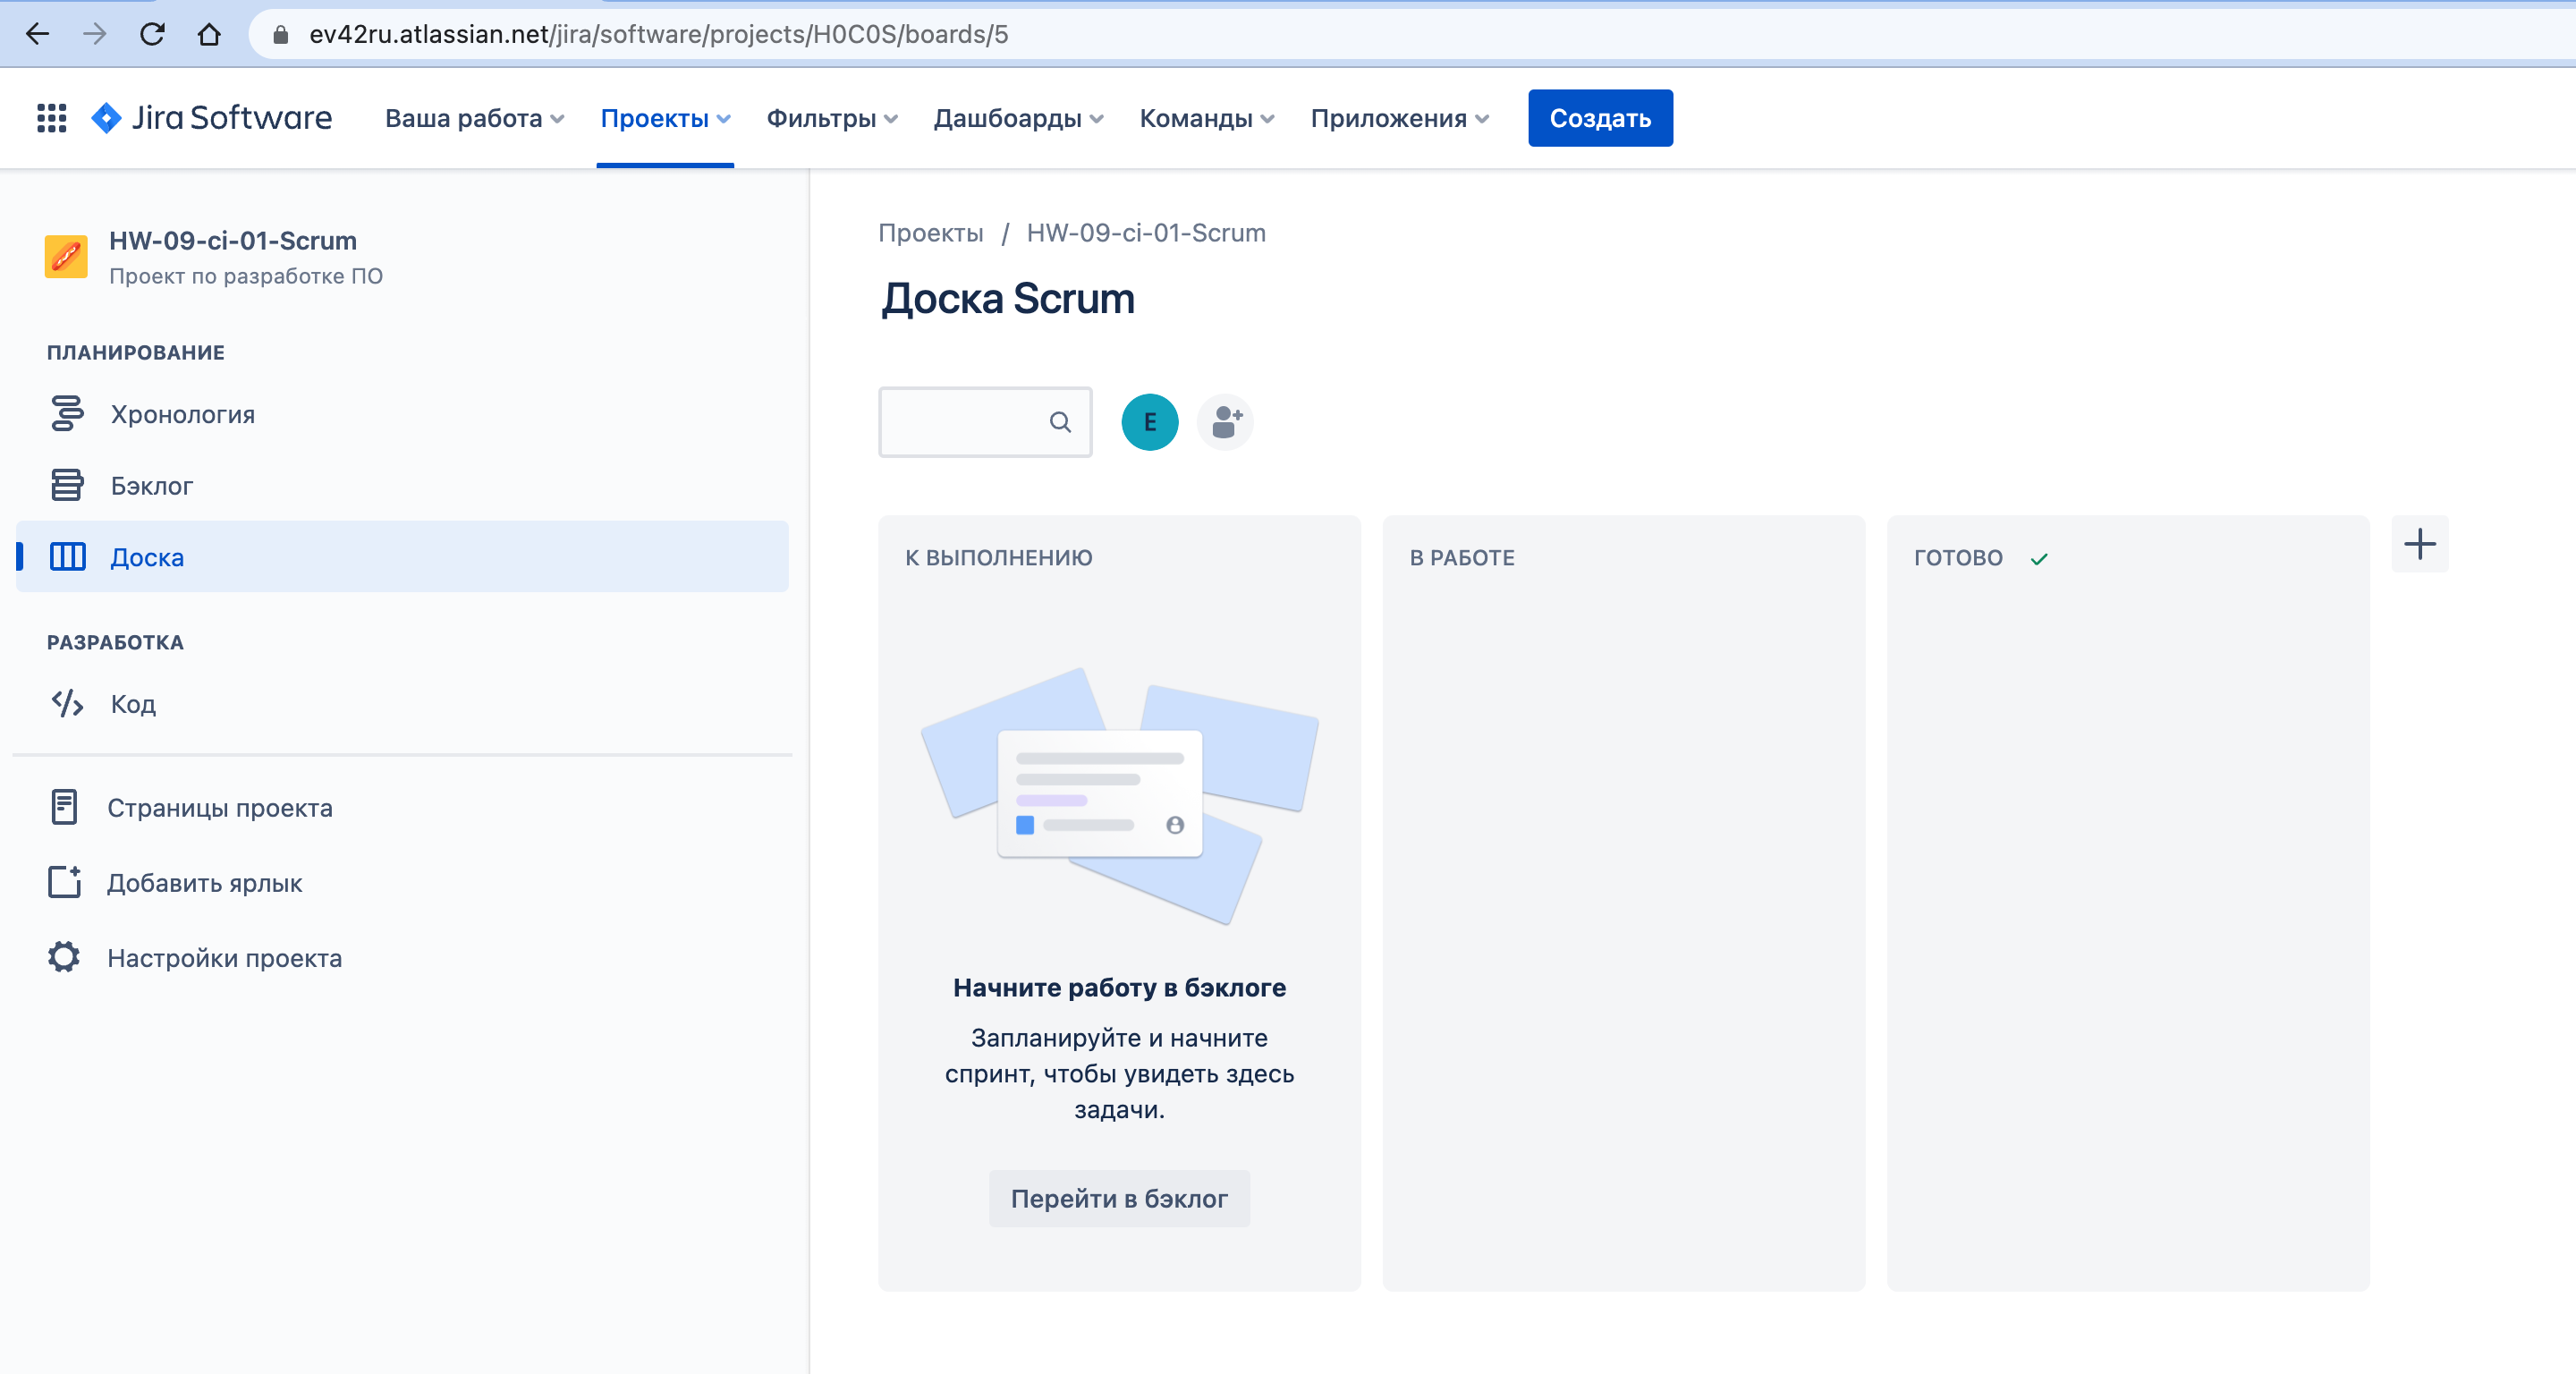 ev42ru.atlassian.net/jira/software/projects/H0C0S/boards/5
Jira Software
Ваша работа
Проекты
Фильтры
Дашбоарды
Команды
Приложения
Создать
HW-09-ci-01-Scrum
Проект по разработке ПО
ПЛАНИРОВАНИЕ
Хронология
Бэклог
Доска
РАЗРАБОТКА
Код
Страницы проекта
Добавить ярлык
Настройки проекта
Проекты / HW-09-ci-01-Scrum
Доска Scrum
E
К ВЫПОЛНЕНИЮ
В РАБОТЕ
ГОТОВО
Начните работу в бэклоге
Запланируйте и начните
спринт, чтобы увидеть здесь
задачи.
Перейти в бэклог